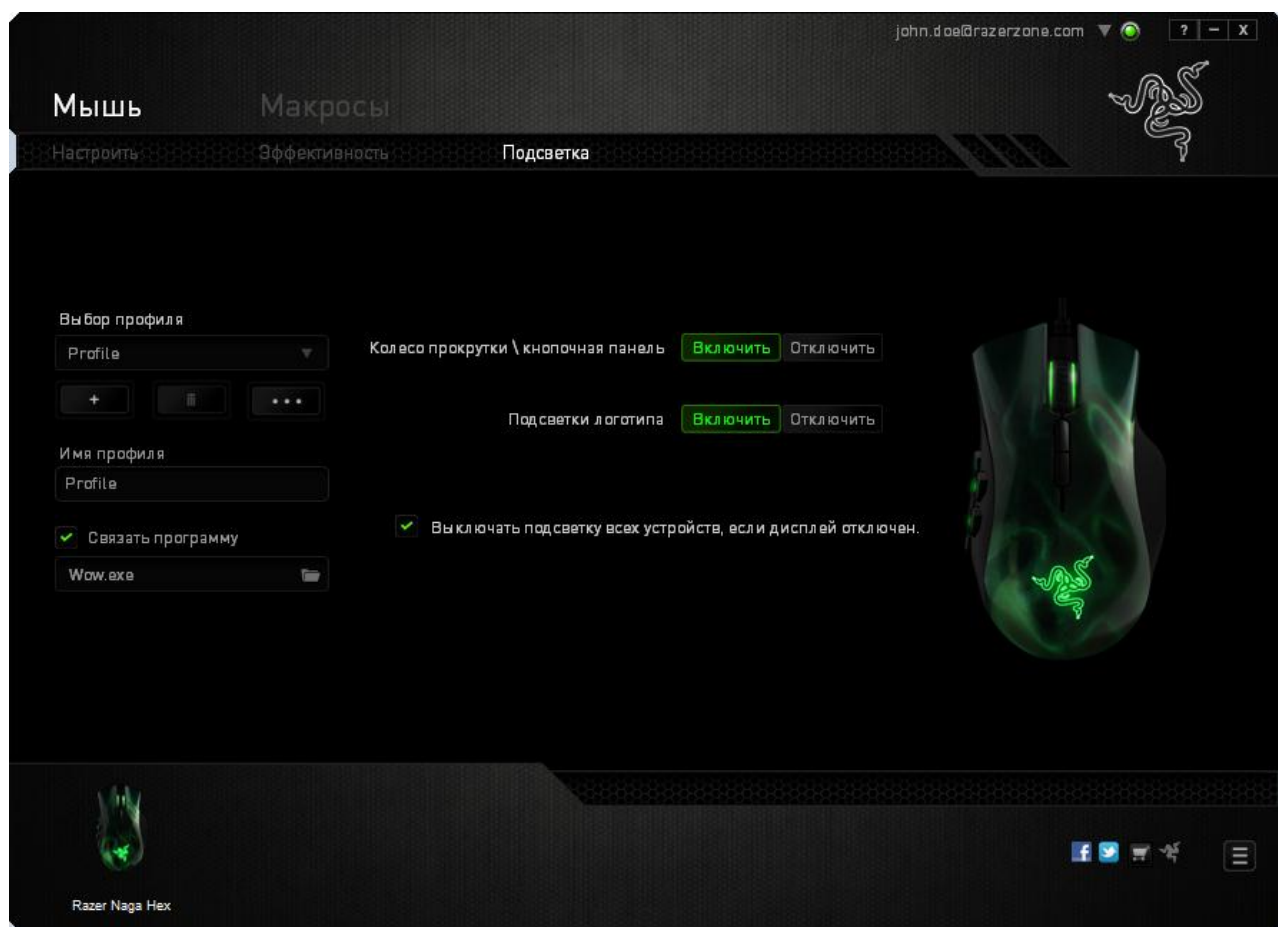 john.doe@razerzone.com
? – X
Мышь Макросы
Настроить Эффективность Подсветка
Выбор профиля
Profile
Колесо прокрутки \ кнопочная панель Включить Отключить
+ •••
Подсветки логотипа Включить Отключить
Имя профиля
Profile
Связать программу
Выключать подсветку всех устройств, если дисплей отключен.
Wow.exe
Razer Naga Hex